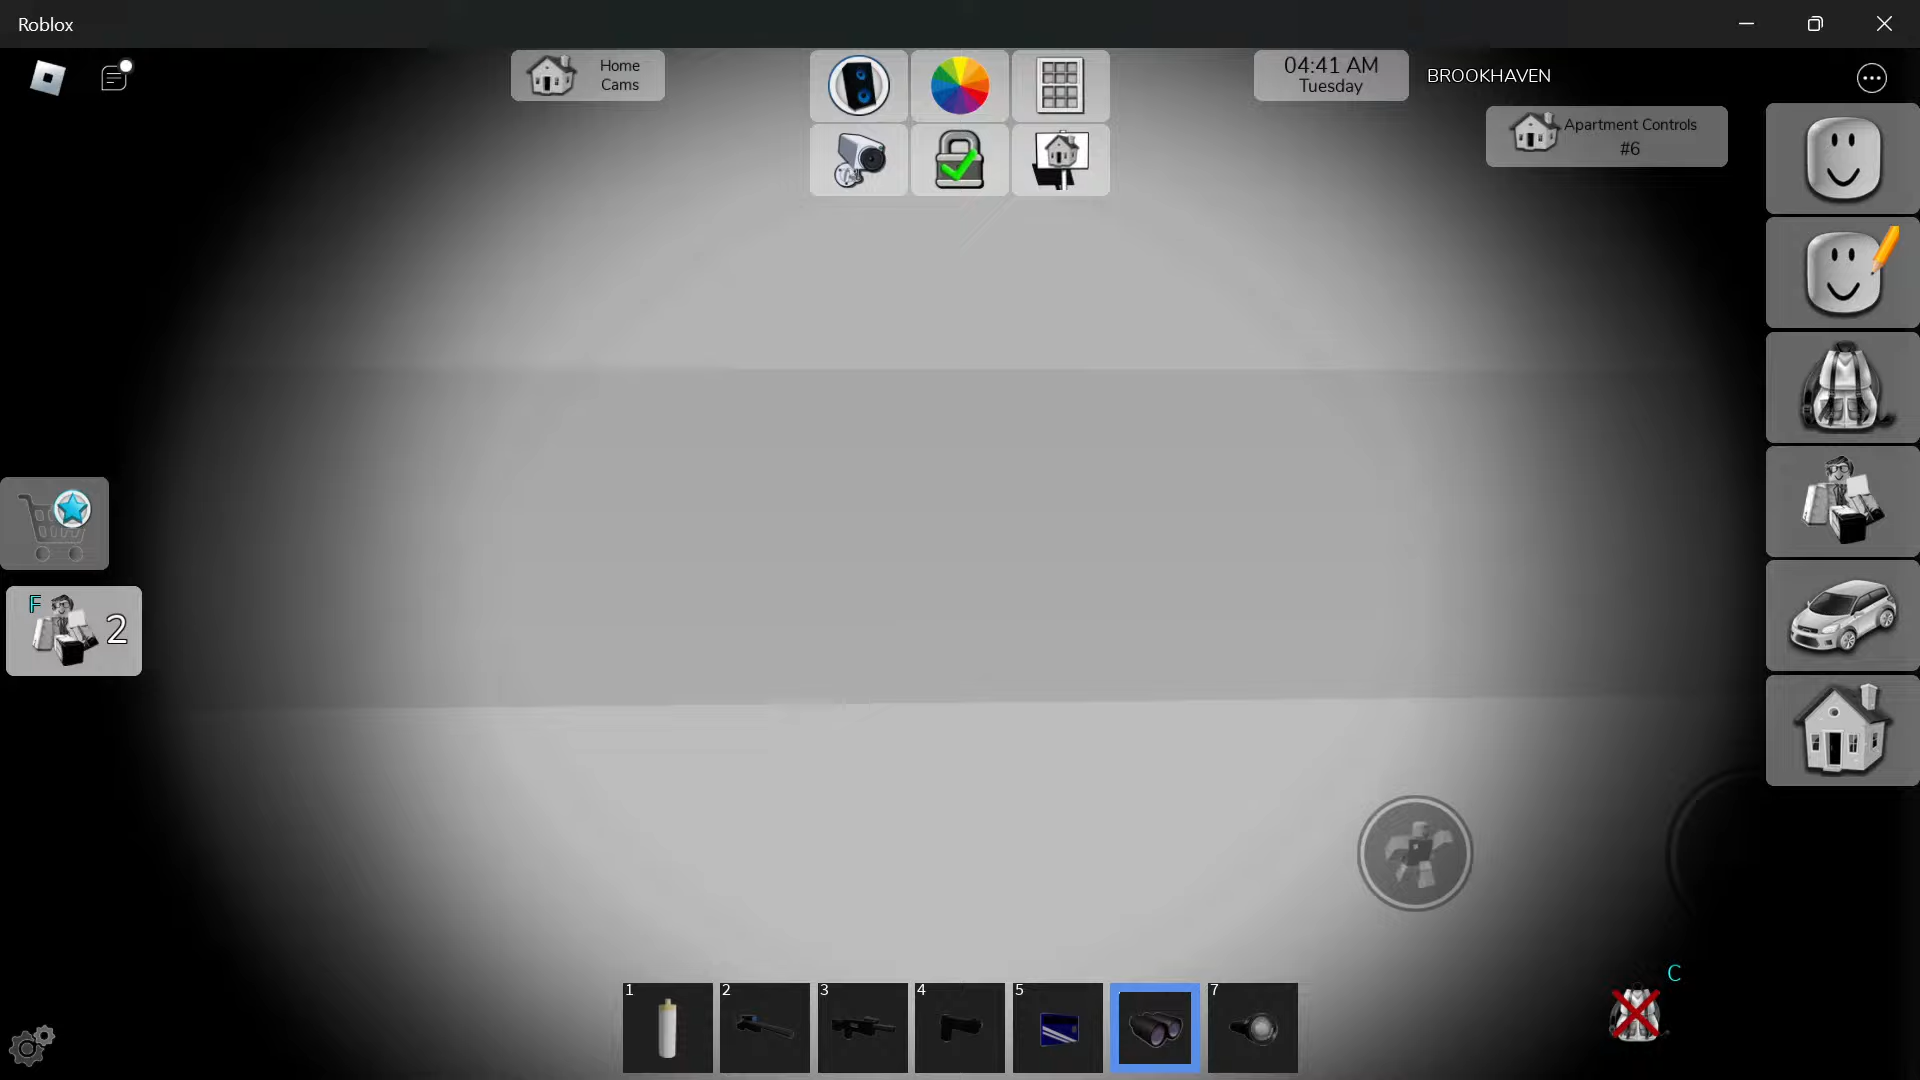 Roblox
Home
Cams
04:41 AM
Tuesday
BROOKHAVEN
Apartment Controls
#6
F
2
C
1
2
3
4
5
7